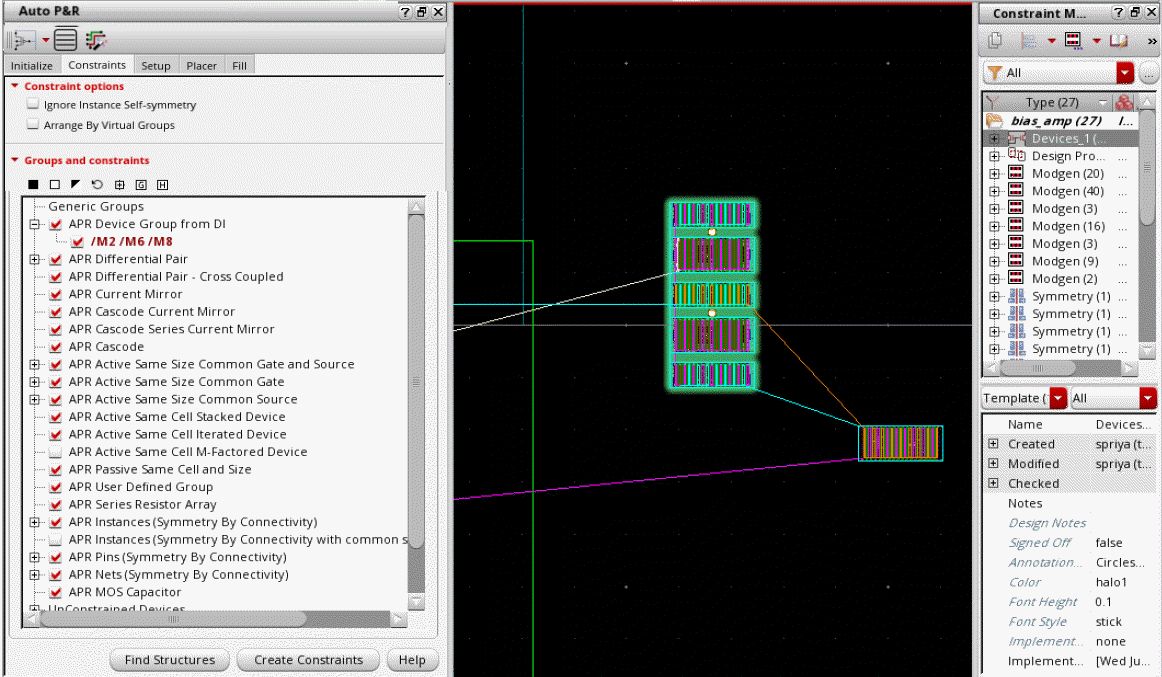 Auto P&R
Initialize Constraints Setup Placer Fill
Constraint options
Ignore Instance Self-symmetry
Arrange By Virtual Groups
Groups and constraints
G H
Generic Groups
APR Device Group from DI
/M2 /M6 /M8
APR Differential Pair
APR Differential Pair - Cross Coupled
APR Current Mirror
APR Cascode Current Mirror
APR Cascode Series Current Mirror
APR Cascode
APR Active Same Size Common Gate and Source
APR Active Same Size Common Gate
APR Active Same Size Common Source
APR Active Same Cell Stacked Device
APR Active Same Cell Iterated Device
APR Active Same Cell M-Factored Device
APR Passive Same Cell and Size
APR User Defined Group
APR Series Resistor Array
APR Instances (Symmetry By Connectivity)
APR Instances (Symmetry By Connectivity with common s
APR Pins (Symmetry By Connectivity)
APR Nets (Symmetry By Connectivity)
APR MOS Capacitor
UnConstrained Devices
Find Structures Create Constraints Help
Constraint M...
»
All ...
Type (27)
bias_amp (27) I...
Devices_1 (... ...
Design Pro... ...
Modgen (20) ...
Modgen (40) ...
Modgen (3) ...
Modgen (16) ...
Modgen (3) ...
Modgen (9) ...
Modgen (2) ...
Symmetry (1) ...
Symmetry (1) ...
Symmetry (1) ...
Symmetry (1) ...
Template ( All
Name Devices...
Created spriya (t...
Modified spriya (t...
Checked
Notes
Design Notes
Signed Off false
Annotation... Circles...
Color halo1
Font Height 0.1
Font Style stick
Implement... none
Implement... [Wed Ju...